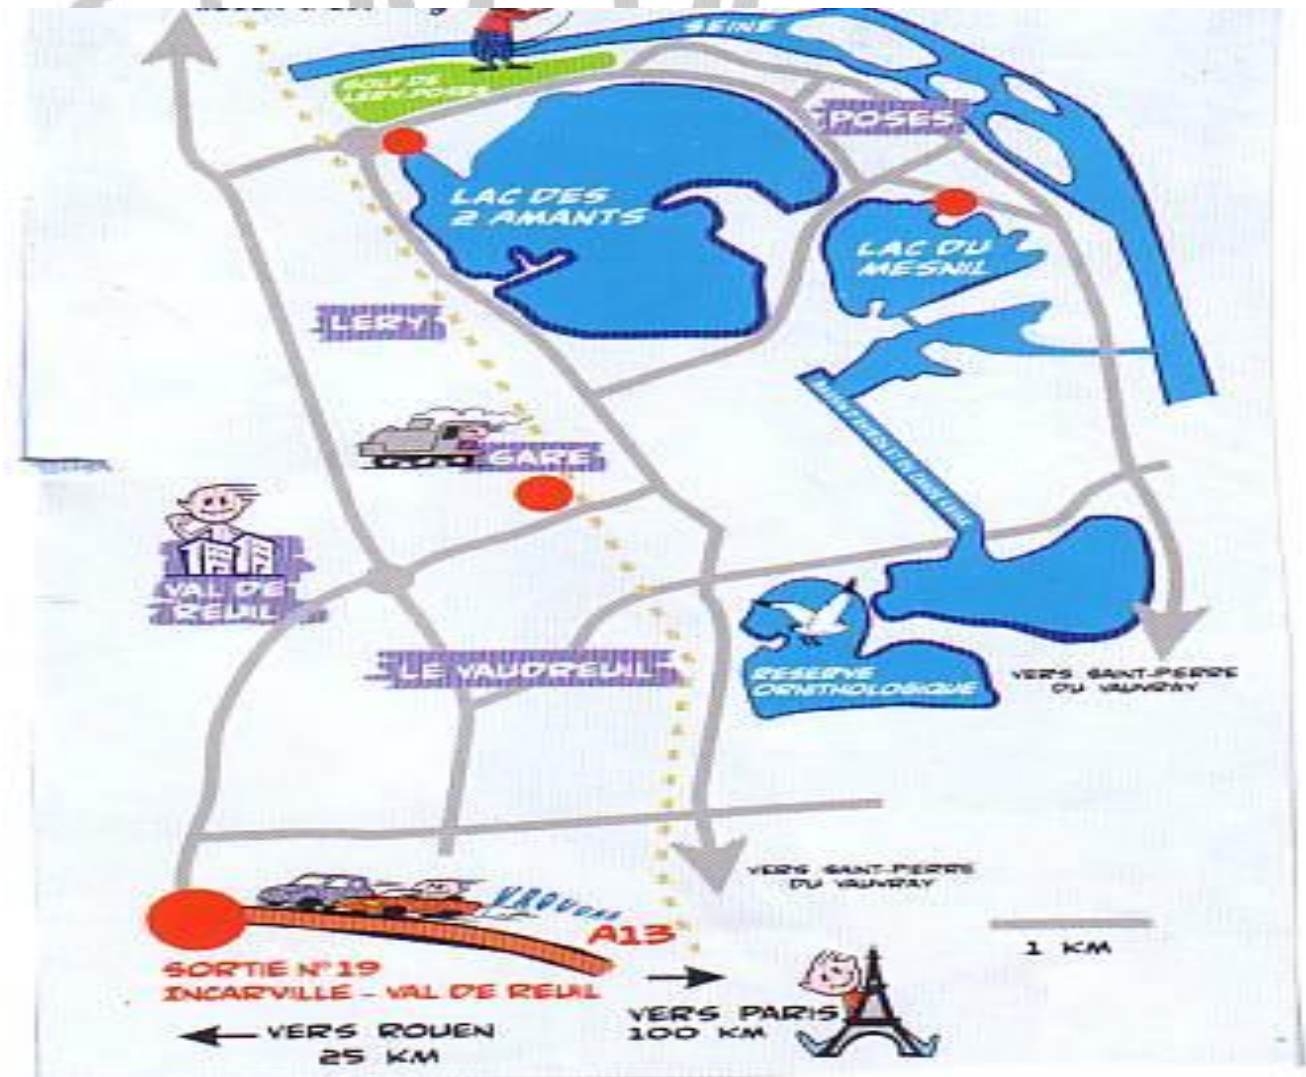 SEINE
GOLF DE
LERY-POSES
POSES
LAC DES
2 AMANTS
LAC DU
MESNIL
LERY
GARE
VAL DE
REUIL
LE VAUDREUIL
RESERVE
ORNITHOLOGIQUE
VERS SAINT-PIERRE
DU VAUVRAY
VERS SAINT-PIERRE
DU VAUVRAY
A13
1 KM
SORTIE N°19
INCARVILLE - VAL DE REUIL
VERS PARIS
100 KM
VERS ROUEN
25 KM